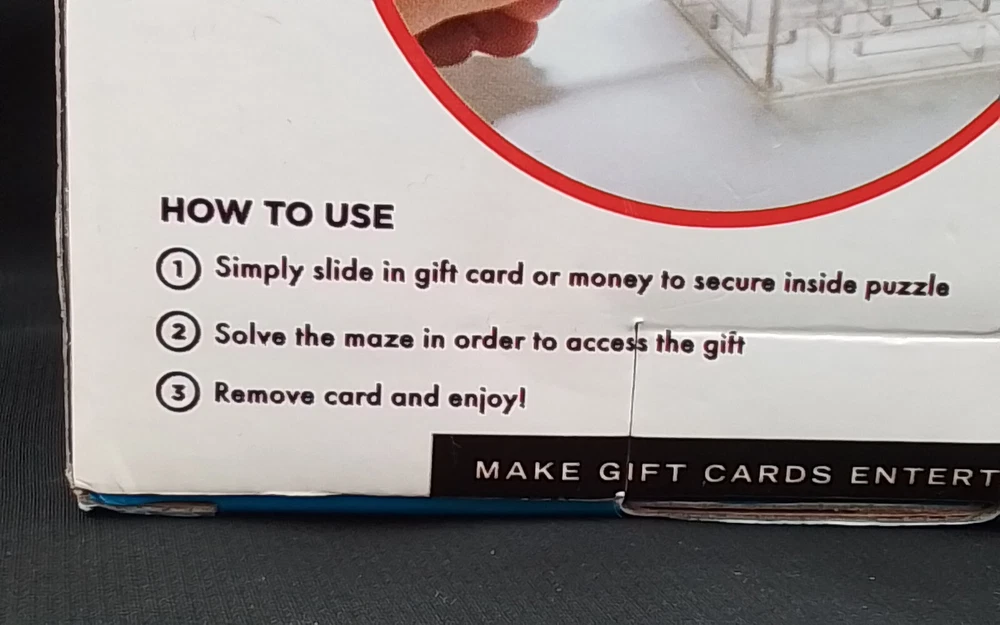 HOW TO USE
1 Simply slide in gift card or money to secure inside puzzle
2 Solve the maze in order to access the gift
3 Remove card and enjoy!
MAKE GIFT CARDS ENTERT